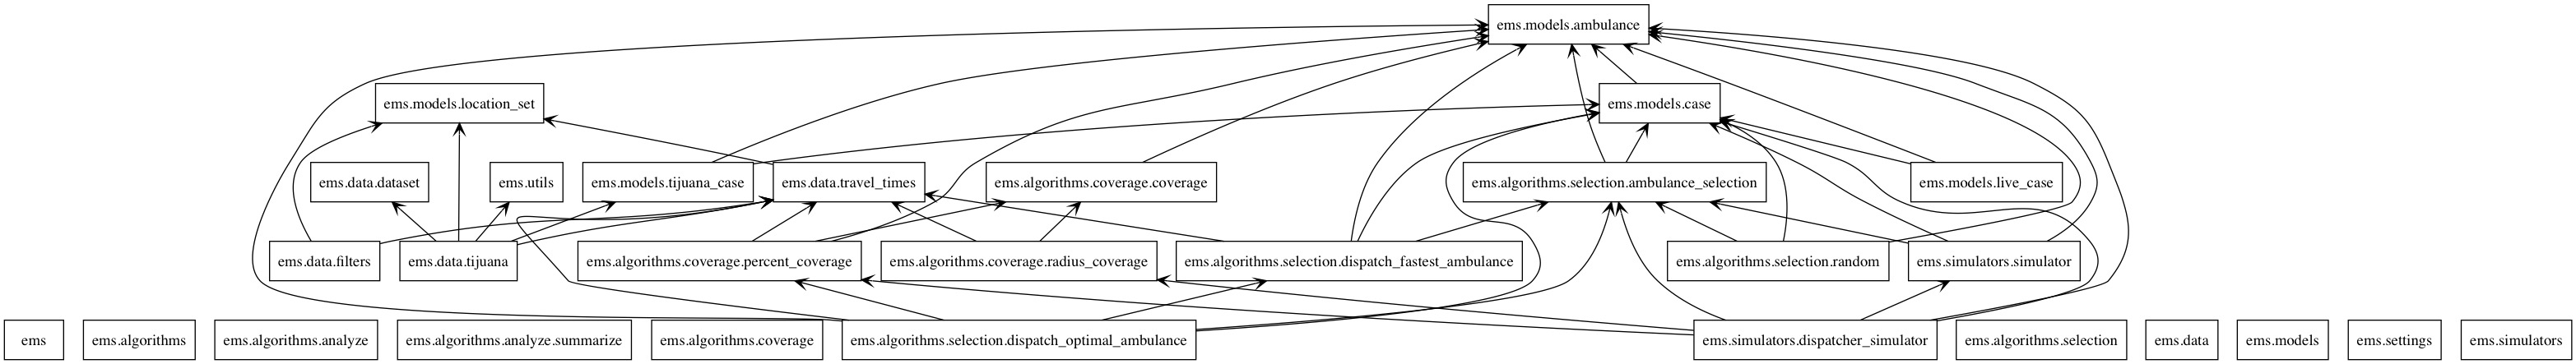 ems.models.ambulance
ems.models.location_set
ems.models.case
ems.data.dataset
ems.utils
ems.models.tijuana_case
ems.data.travel_times
ems.algorithms.coverage.coverage
ems.algorithms.selection.ambulance_selection
ems.models.live_case
ems.data.filters
ems.data.tijuana
ems.algorithms.coverage.percent_coverage
ems.algorithms.coverage.radius_coverage
ems.algorithms.selection.dispatch_fastest_ambulance
ems.algorithms.selection.random
ems.simulators.simulator
ems
ems.algorithms
ems.algorithms.analyze
ems.algorithms.analyze.summarize
ems.algorithms.coverage
ems.algorithms.selection.dispatch_optimal_ambulance
ems.simulators.dispatcher_simulator
ems.algorithms.selection
ems.data
ems.models
ems.settings
ems.simulators